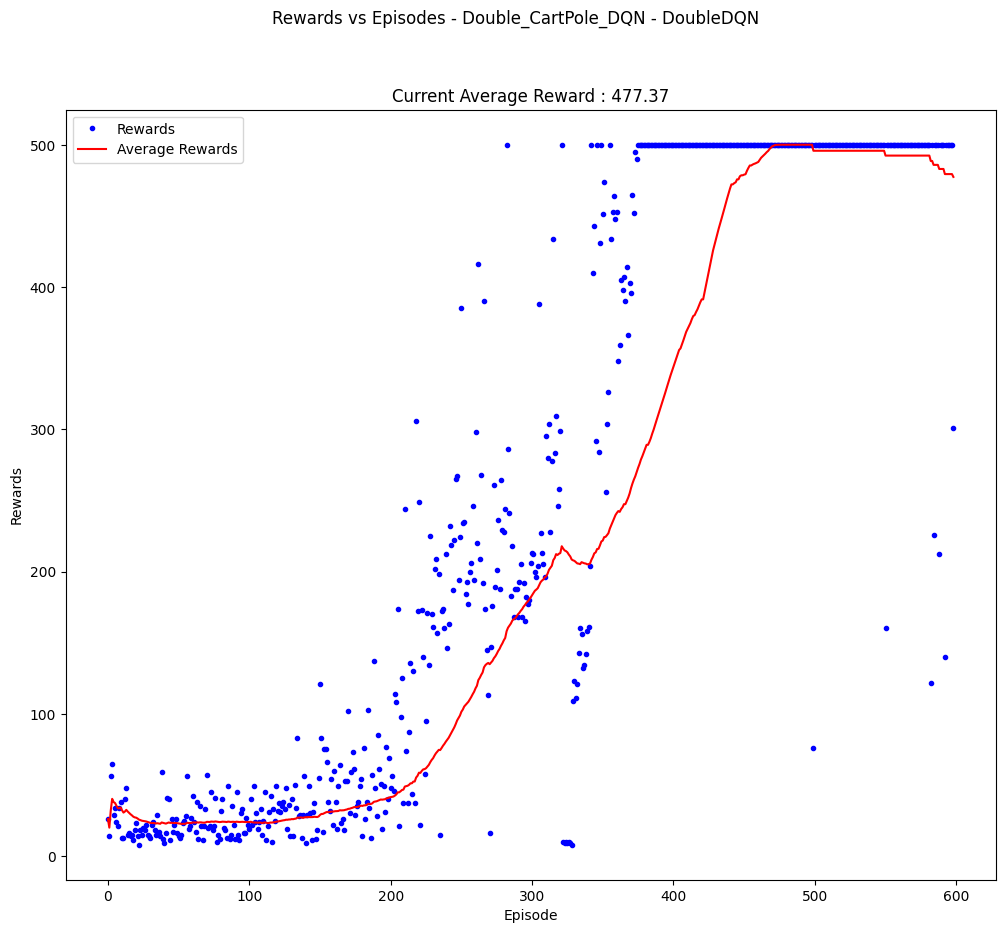 Rewards vs Episodes - Double_CartPole_DQN - DoubleDQN
Current Average Reward : 477.37
Rewards
Average Rewards
500
400
300
200
100
0
Rewards
0 100 200 300 400 500 600
Episode